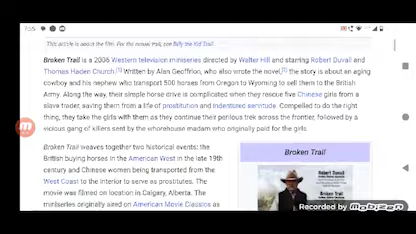 7:55
This article is about the film. For the novel trail, see Billy the Kid Trail.
Broken Trail is a 2006 Western television miniseries directed by Walter Hill and starring Robert Duvall and
Thomas Haden Church.[1] Written by Alan Geoffrion, who also wrote the novel,[2] the story is about an aging
cowboy and his nephew who transport 500 horses from Oregon to Wyoming to sell them to the British
Army. Along the way, their simple horse drive is complicated when they rescue five Chinese girls from a
slave trader, saving them from a life of prostitution and indentured servitude. Compelled to do the right
thing, they take the girls with them as they continue their perilous trek across the frontier, followed by a
vicious gang of killers sent by the whorehouse madam who originally paid for the girls.
Broken Trail weaves together two historical events: the
British buying horses in the American West in the late 19th
century and Chinese women being transported from the
West Coast to the interior to serve as prostitutes. The
movie was filmed on location in Calgary, Alberta. The
miniseries originally aired on American Movie Classics as
Broken Trail
Robert Duvall
Thomas Haden Church
Recorded by
Mobizen